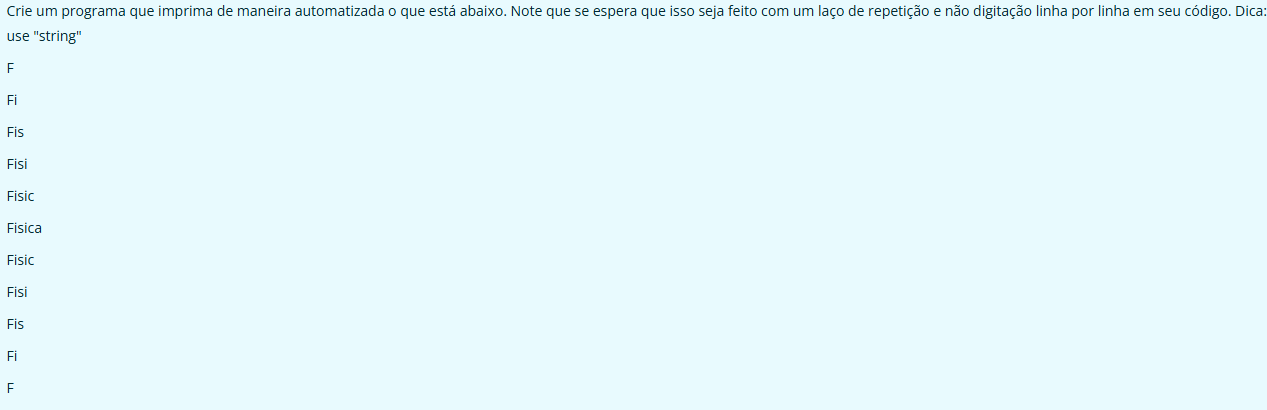 Crie um programa que imprima de maneira automatizada o que está abaixo. Note que se espera que isso seja feito com um laço de repetição e não digitação linha por linha em seu código. Dica:
use "string"
F
Fi
Fis
Fisi
Fisic
Fisica
Fisic
Fisi
Fis
Fi
F